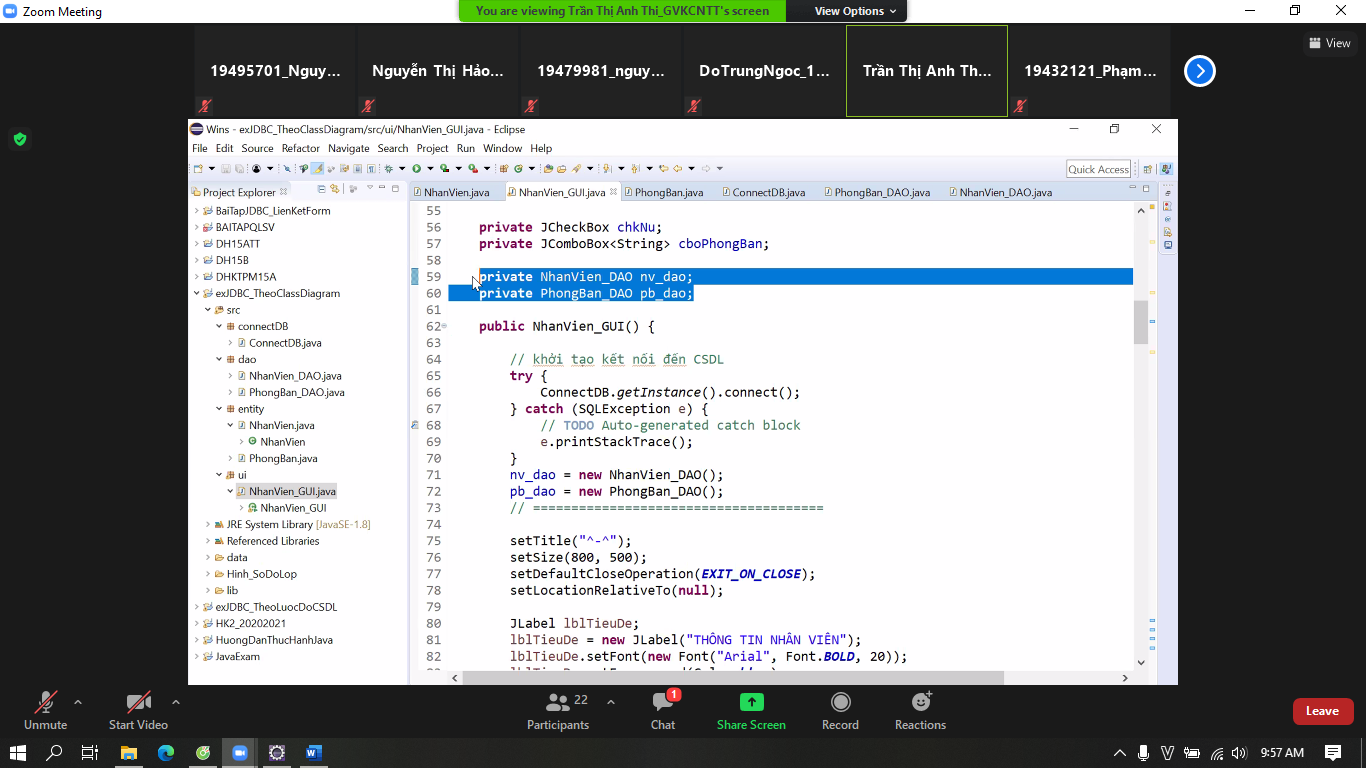 Zoom Meeting
You are viewing Trần Thị Anh Thi_GVKCNTT's screen
View Options
View
19495701_Nguy...
Nguyễn Thị Hảo...
19479981_nguy...
DoTrungNgoc_1...
Trần Thị Anh Th...
19432121_Phạm...
Wins - exJDBC_TheoClassDiagram/src/ui/NhanVien_GUI.java - Eclipse
File Edit Source Refactor Navigate Search Project Run Window Help
Quick Access
Project Explorer
BaiTapJDBC_LienKetForm
BAITAPQLSV
DH15ATT
DH15B
DHKTPM15A
exJDBC_TheoClassDiagram
src
connectDB
ConnectDB.java
dao
NhanVien_DAO.java
PhongBan_DAO.java
entity
NhanVien.java
NhanVien
PhongBan.java
ui
NhanVien_GUI.java
NhanVien_GUI
JRE System Library [JavaSE-1.8]
Referenced Libraries
data
Hinh_SoDoLop
lib
exJDBC_TheoLuocDoCSDL
HK2_20202021
HuongDanThucHanhJava
JavaExam
NhanVien.java NhanVien_GUI.java PhongBan.java ConnectDB.java PhongBan_DAO.java NhanVien_DAO.java
55
56 private JCheckBox chkNu;
57 private JComboBox<String> cboPhongBan;
58
59 private NhanVien_DAO nv_dao;
60 private PhongBan_DAO pb_dao;
61
62 public NhanVien_GUI() {
63
64 // khởi tạo kết nối đến CSDL
65 try {
66 ConnectDB.getInstance().connect();
67 } catch (SQLException e) {
68 // TODO Auto-generated catch block
69 e.printStackTrace();
70 }
71 nv_dao = new NhanVien_DAO();
72 pb_dao = new PhongBan_DAO();
73 // ======================================
74
75 setTitle("^-^");
76 setSize(800, 500);
77 setDefaultCloseOperation(EXIT_ON_CLOSE);
78 setLocationRelativeTo(null);
79
80 JLabel lblTieuDe;
81 lblTieuDe = new JLabel("THÔNG TIN NHÂN VIÊN");
82 lblTieuDe.setFont(new Font("Arial", Font.BOLD, 20));
Unmute
Start Video
22
Participants
1
Chat
Share Screen
Record
Reactions
Leave
9:57 AM